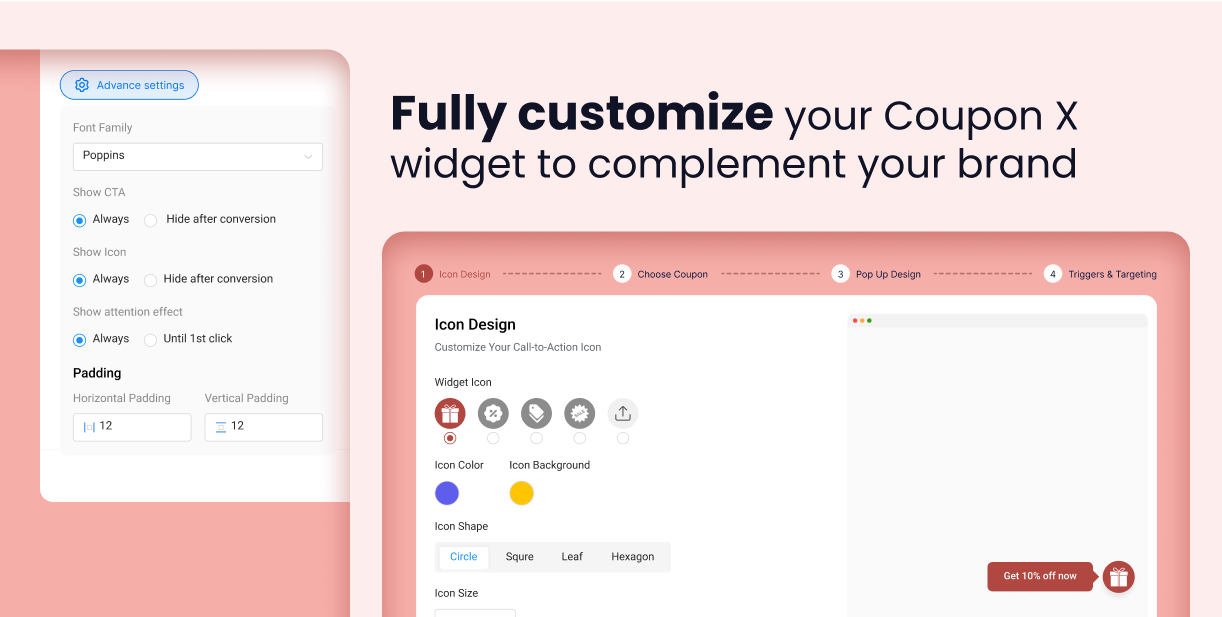 Advance settings
Font Family
Poppins
Show CTA
Always Hide after conversion
Show Icon
Always Hide after conversion
Show attention effect
Always Until 1st click
Padding
Horizontal Padding Vertical Padding
12 12
Fully customize your Coupon X
widget to complement your brand
1 Icon Design 2 Choose Coupon 3 Pop Up Design 4 Triggers & Targeting
Icon Design
Customize Your Call-to-Action Icon
Widget Icon
Icon Color Icon Background
Icon Shape
Circle Squre Leaf Hexagon
Icon Size
Get 10% off now